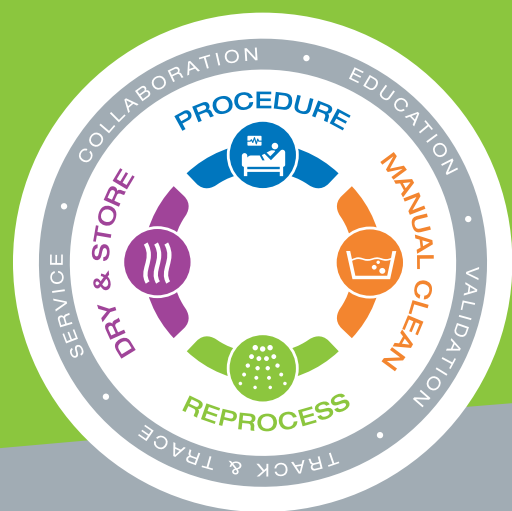 COLLABORATION • EDUCATION • VALIDATION • TRACK & TRACE • SERVICE •
PROCEDURE
MANUAL CLEAN
REPROCESS
DRY & STORE